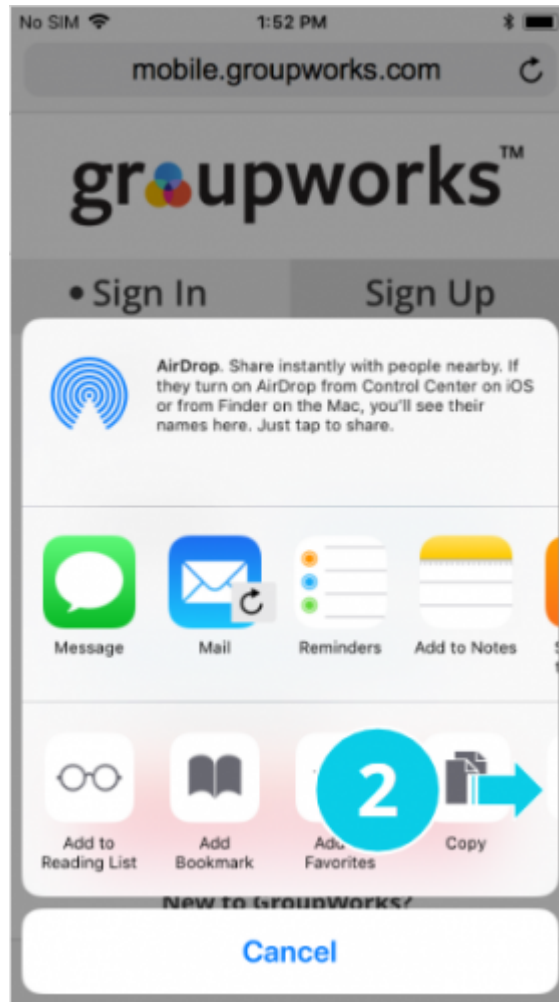 No SIM 1:52 PM
mobile.groupworks.com
groupworks™
• Sign In Sign Up
AirDrop. Share instantly with people nearby. If
they turn on AirDrop from Control Center on iOS
or from Finder on the Mac, you'll see their
names here. Just tap to share.
Message Mail Reminders Add to Notes
2
Add to Add Copy
Reading List Bookmark Favorites
New to GroupWorks?
Cancel